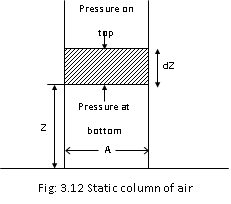 Pressure on
top
dZ
Pressure at
Z
bottom
A
Fig: 3.12 Static column of air